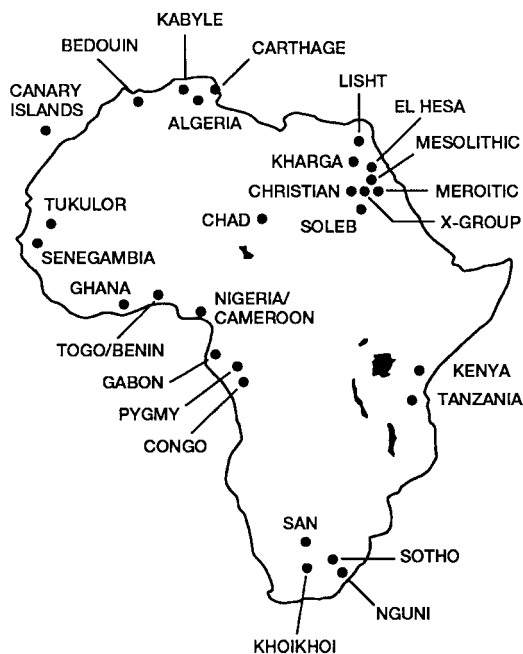 KABYLE
BEDOUIN
CARTHAGE
LISHT
CANARY
ISLANDS
ALGERIA
EL HESA
MESOLITHIC
KHARGA
CHRISTIAN
MEROITIC
TUKULOR
CHAD
SOLEB
X-GROUP
SENEGAMBIA
GHANA
NIGERIA/
CAMEROON
TOGO/BENIN
GABON
KENYA
PYGMY
TANZANIA
CONGO
SAN
SOTHO
NGUNI
KHOIKHOI